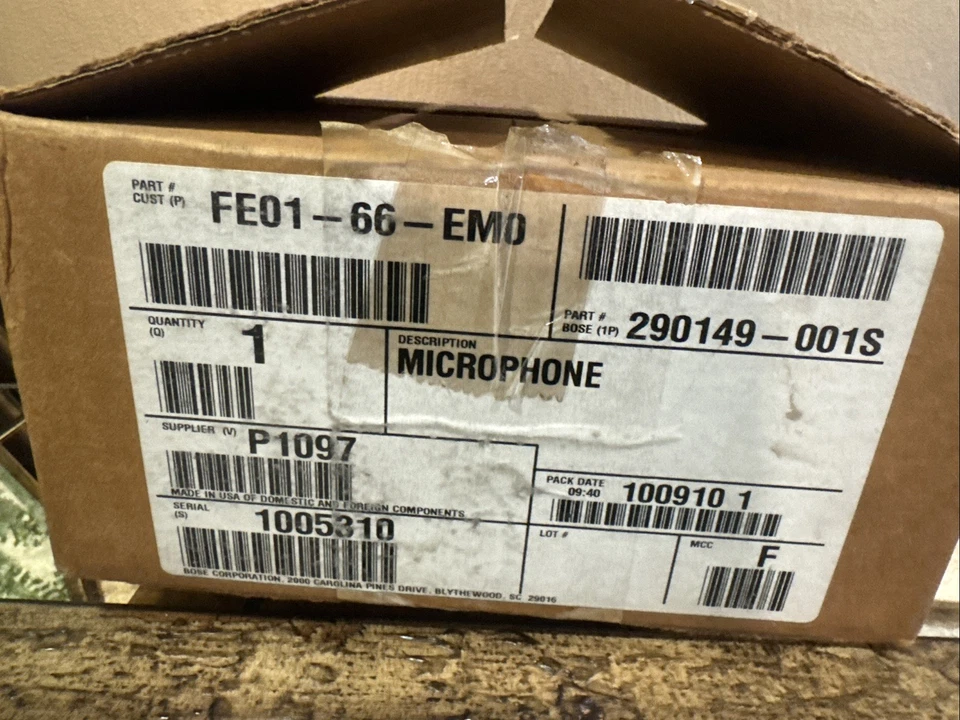 PART #
CUST (P)
FE01-66-EM0
PART #
BOSE (1P)
290149-001S
QUANTITY
(Q)
1
DESCRIPTION
MICROPHONE
SUPPLIER (V)
P1097
MADE IN USA OF DOMESTIC AND FOREIGN COMPONENTS
PACK DATE
09:40
100910 1
SERIAL
(S)
1005310
LOT #
MCC
F
BOSE CORPORATION, 2000 CAROLINA PINES DRIVE, BLYTHEWOOD, SC 29016